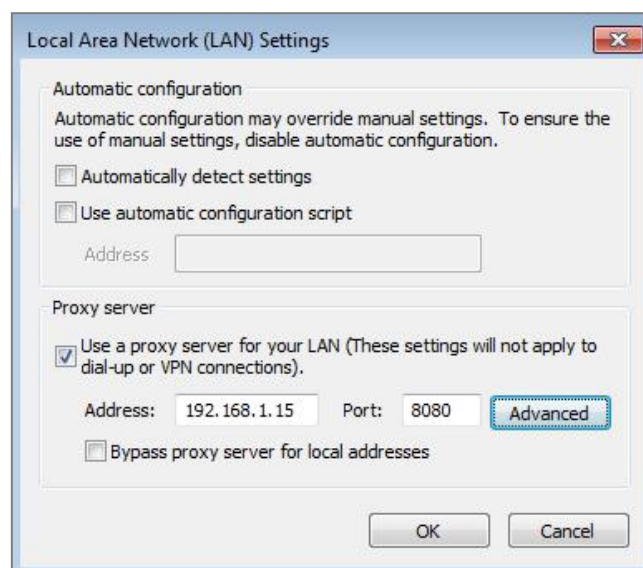 Local Area Network (LAN) Settings
Automatic configuration
Automatic configuration may override manual settings. To ensure the
use of manual settings, disable automatic configuration.
Automatically detect settings
Use automatic configuration script
Address
Proxy server
Use a proxy server for your LAN (These settings will not apply to
dial-up or VPN connections).
Address: 192.168.1.15 Port: 8080 Advanced
Bypass proxy server for local addresses
OK Cancel